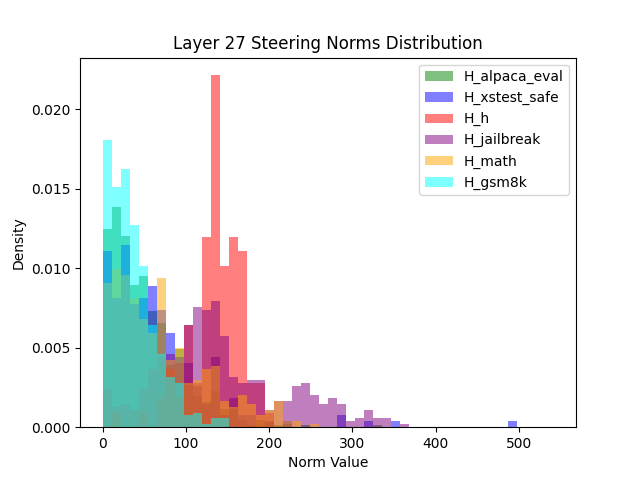 Layer 27 Steering Norms Distribution
H_alpaca_eval
H_xstest_safe
H_h
H_jailbreak
H_math
H_gsm8k
Density
0.020
0.015
0.010
0.005
0.000
0
100
200
300
400
500
Norm Value